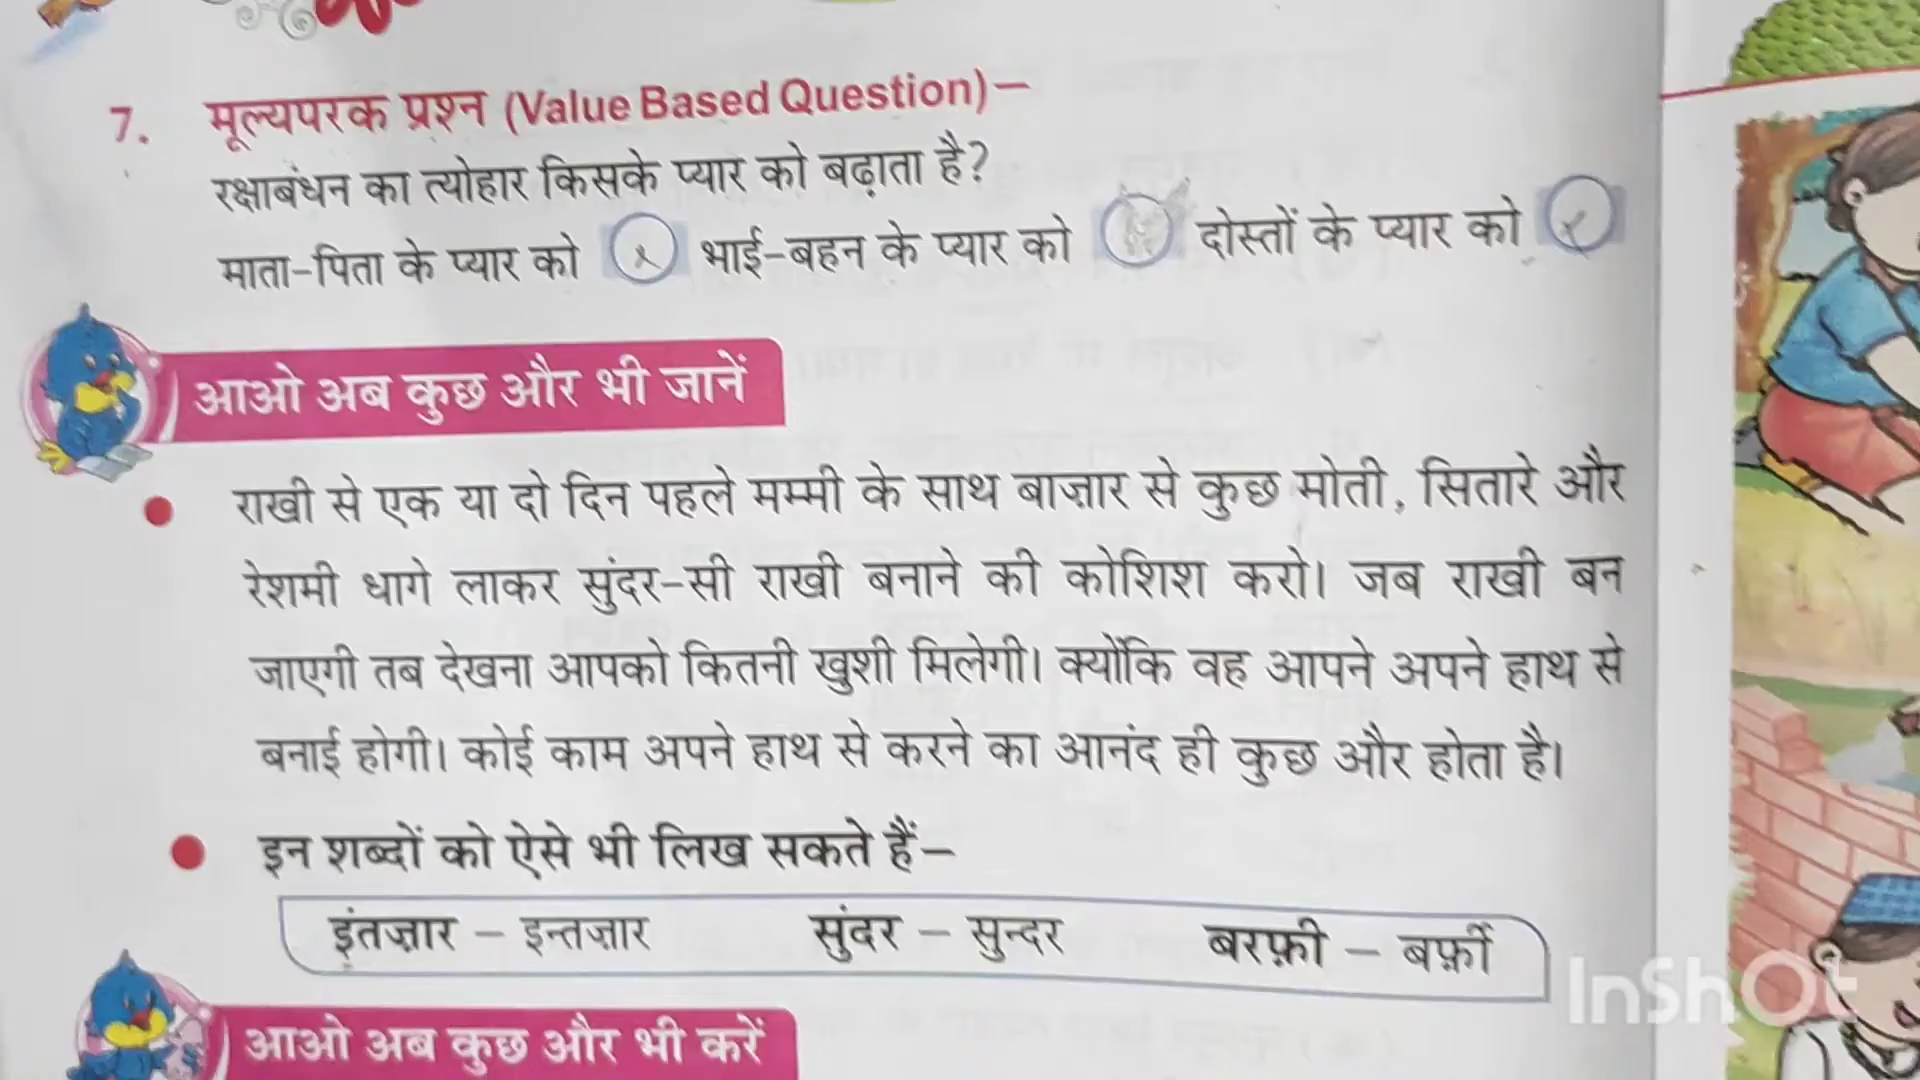 7. मूल्यपरक प्रश्न (Value Based Question)–
रक्षाबंधन का त्योहार किसके प्यार को बढ़ाता है?
माता-पिता के प्यार को x भाई-बहन के प्यार को दोस्तों के प्यार को x
आओ अब कुछ और भी जानें
● राखी से एक या दो दिन पहले मम्मी के साथ बाज़ार से कुछ मोती, सितारे और
रेशमी धागे लाकर सुंदर-सी राखी बनाने की कोशिश करो। जब राखी बन
जाएगी तब देखना आपको कितनी खुशी मिलेगी। क्योंकि वह आपने अपने हाथ से
बनाई होगी। कोई काम अपने हाथ से करने का आनंद ही कुछ और होता है।
● इन शब्दों को ऐसे भी लिख सकते हैं–
इंतज़ार – इन्तज़ार सुंदर – सुन्दर बरफ़ी – बर्फ़ी
InShOt
आओ अब कुछ और भी करें